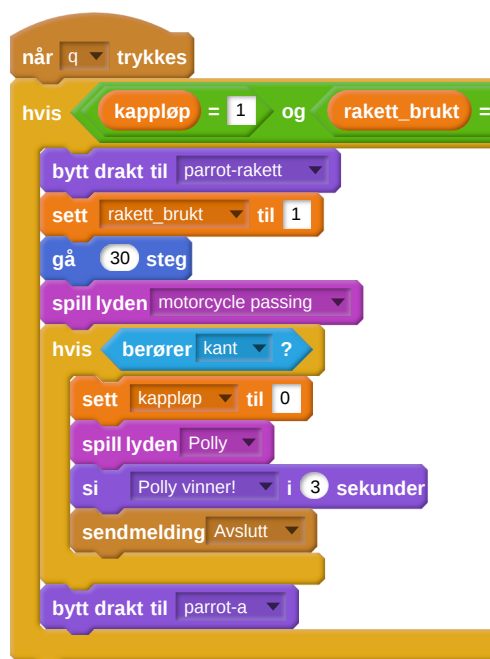 når q trykkes
hvis kappløp = 1 og rakett_brukt =
bytt drakt til parrot-rakett
sett rakett_brukt til 1
gå 30 steg
spill lyden motorcycle passing
hvis berører kant ?
sett kappløp til 0
spill lyden Polly
si Polly vinner! i 3 sekunder
sendmelding Avslutt
bytt drakt til parrot-a